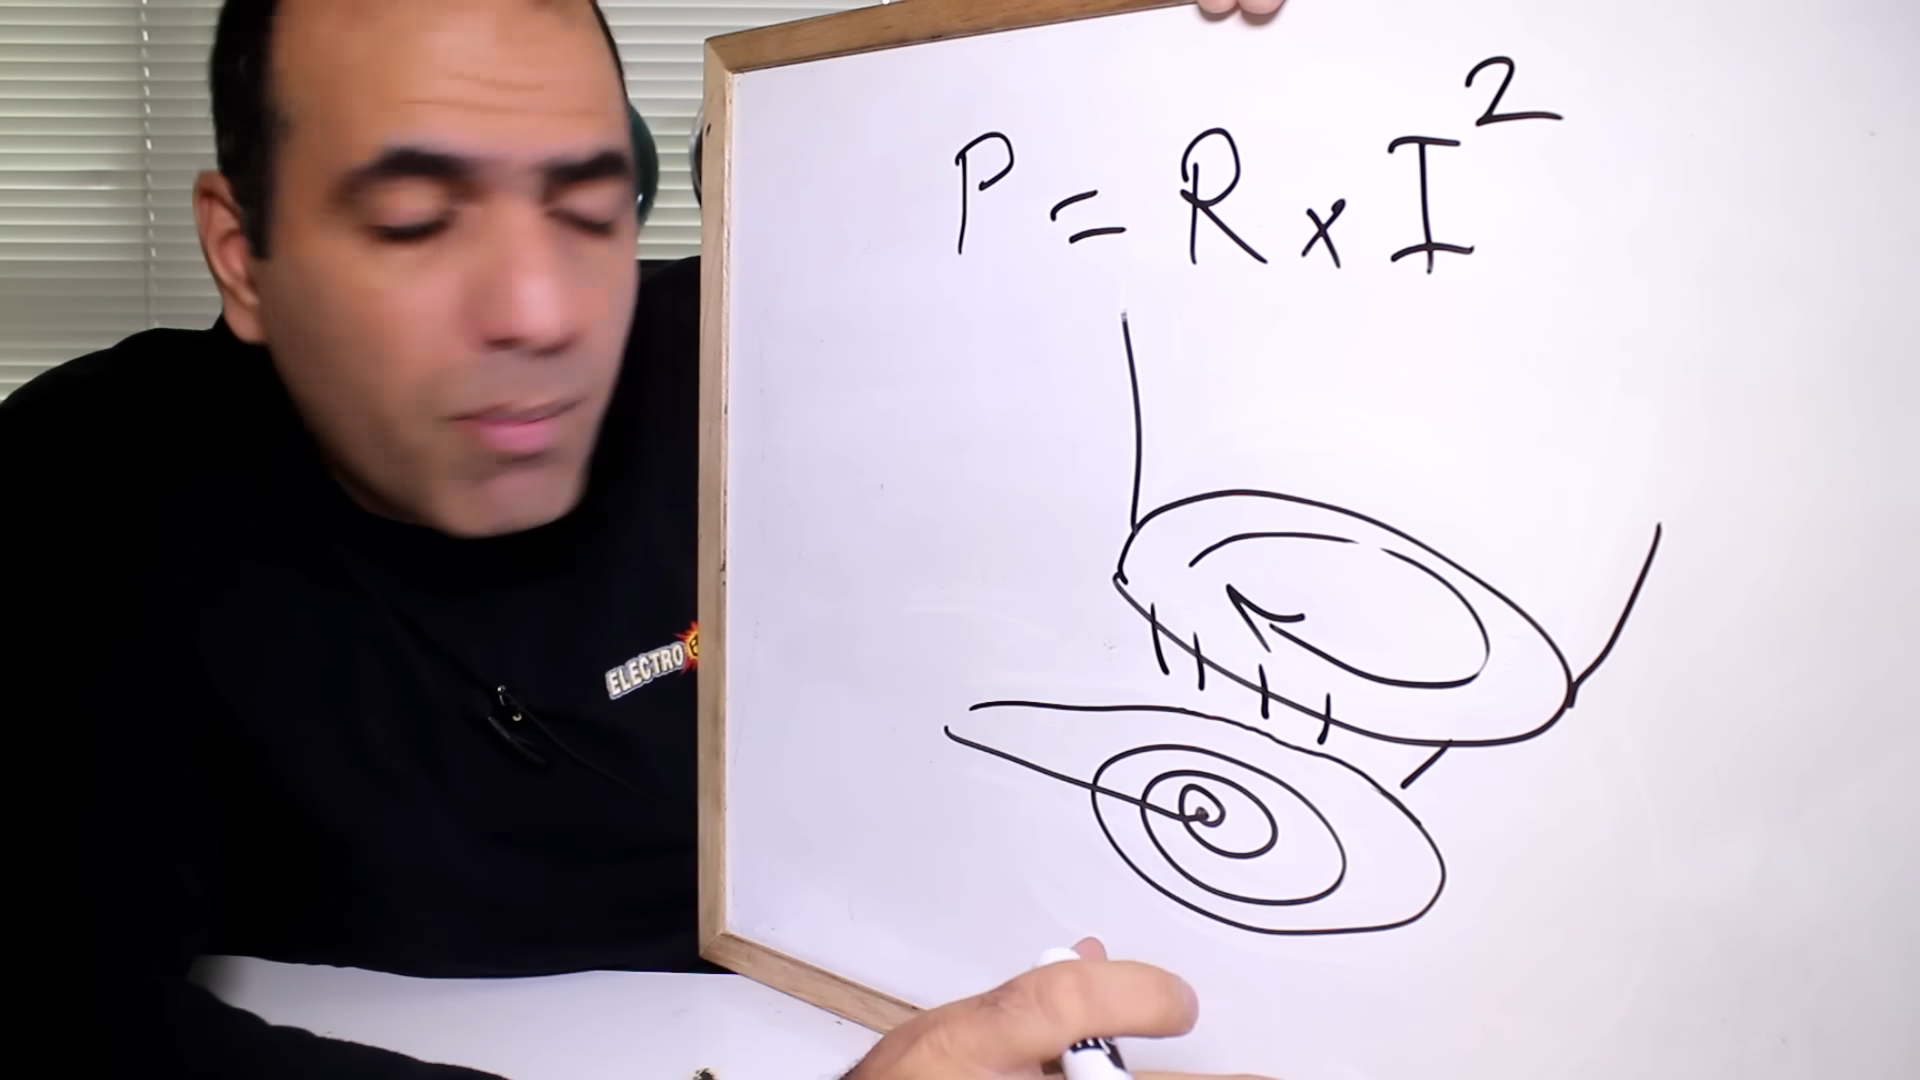 P = R x I²
ELECTRO